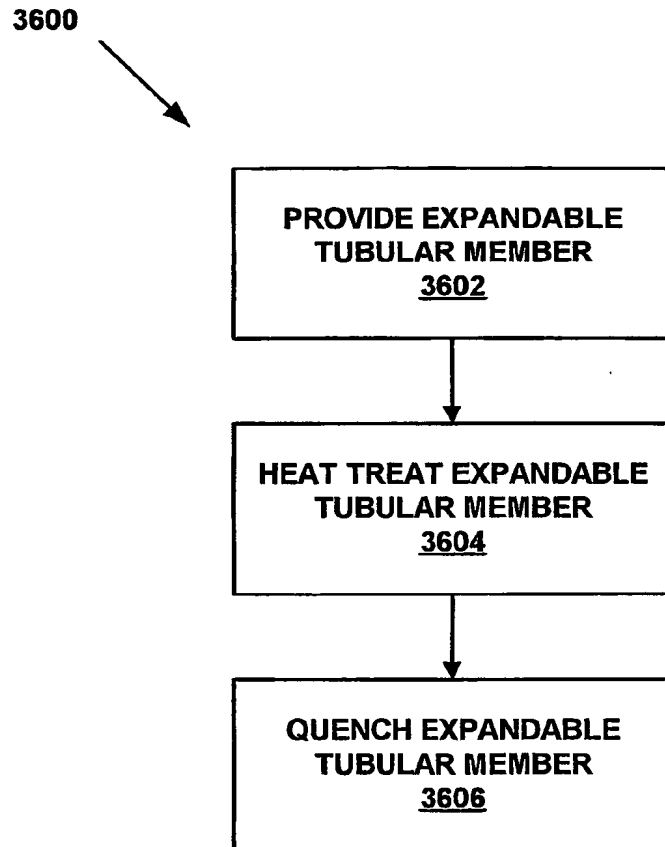 3600
PROVIDE EXPANDABLE
TUBULAR MEMBER
3602
HEAT TREAT EXPANDABLE
TUBULAR MEMBER
3604
QUENCH EXPANDABLE
TUBULAR MEMBER
3606